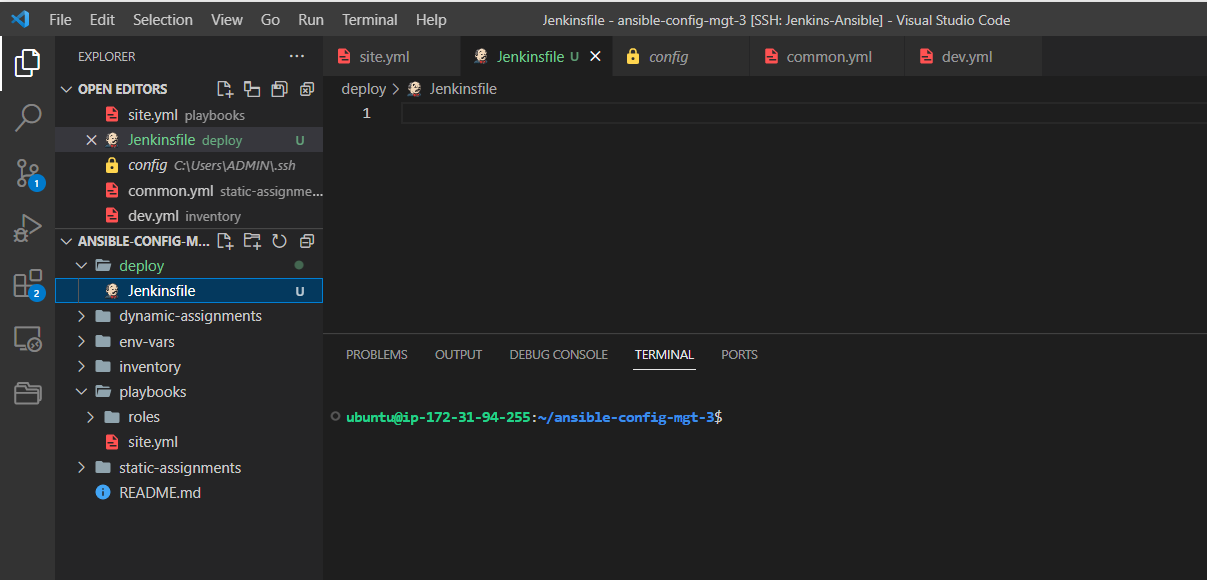 File Edit Selection View Go Run Terminal Help Jenkinsfile - ansible-config-mgt-3 [SSH: Jenkins-Ansible] - Visual Studio Code
EXPLORER ···
OPEN EDITORS
site.yml playbooks
Jenkinsfile deploy U
config C:\Users\ADMIN\.ssh
common.yml static-assignme...
dev.yml inventory
ANSIBLE-CONFIG-M...
deploy
Jenkinsfile U
dynamic-assignments
env-vars
inventory
playbooks
roles
site.yml
static-assignments
README.md
1
2
site.yml Jenkinsfile U config common.yml dev.yml
deploy > Jenkinsfile
1
PROBLEMS OUTPUT DEBUG CONSOLE TERMINAL PORTS
ubuntu@ip-172-31-94-255:~/ansible-config-mgt-3$